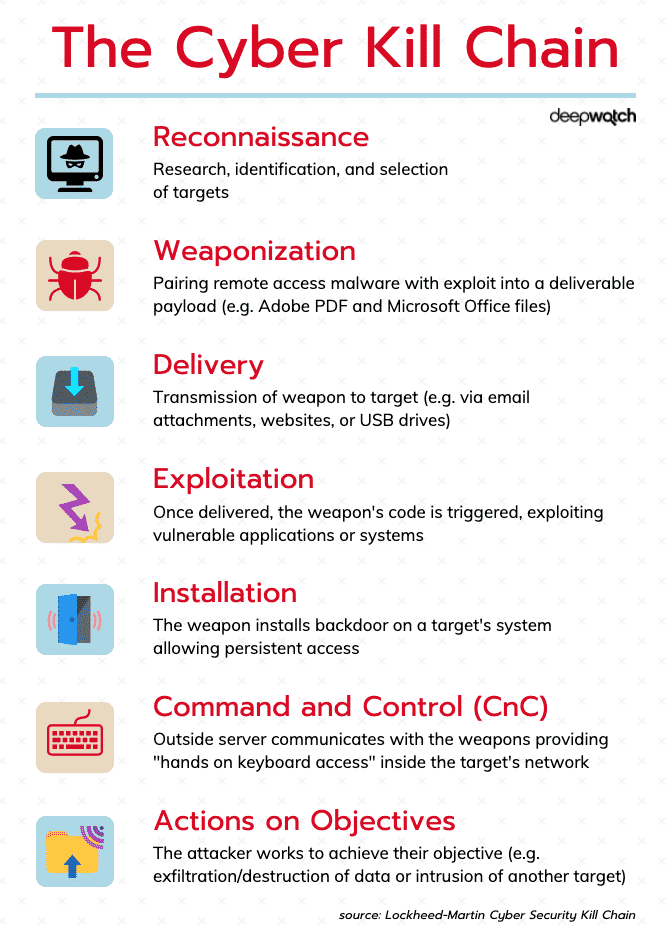 The Cyber Kill Chain
deepwatch
Reconnaissance
Research, identification, and selection
of targets
Weaponization
Pairing remote access malware with exploit into a deliverable
payload (e.g. Adobe PDF and Microsoft Office files)
Delivery
Transmission of weapon to target (e.g. via email
attachments, websites, or USB drives)
Exploitation
Once delivered, the weapon's code is triggered, exploiting
vulnerable applications or systems
Installation
The weapon installs backdoor on a target's system
allowing persistent access
Command and Control (CnC)
Outside server communicates with the weapons providing
"hands on keyboard access" inside the target's network
Actions on Objectives
The attacker works to achieve their objective (e.g.
exfiltration/destruction of data or intrusion of another target)
source: Lockheed-Martin Cyber Security Kill Chain